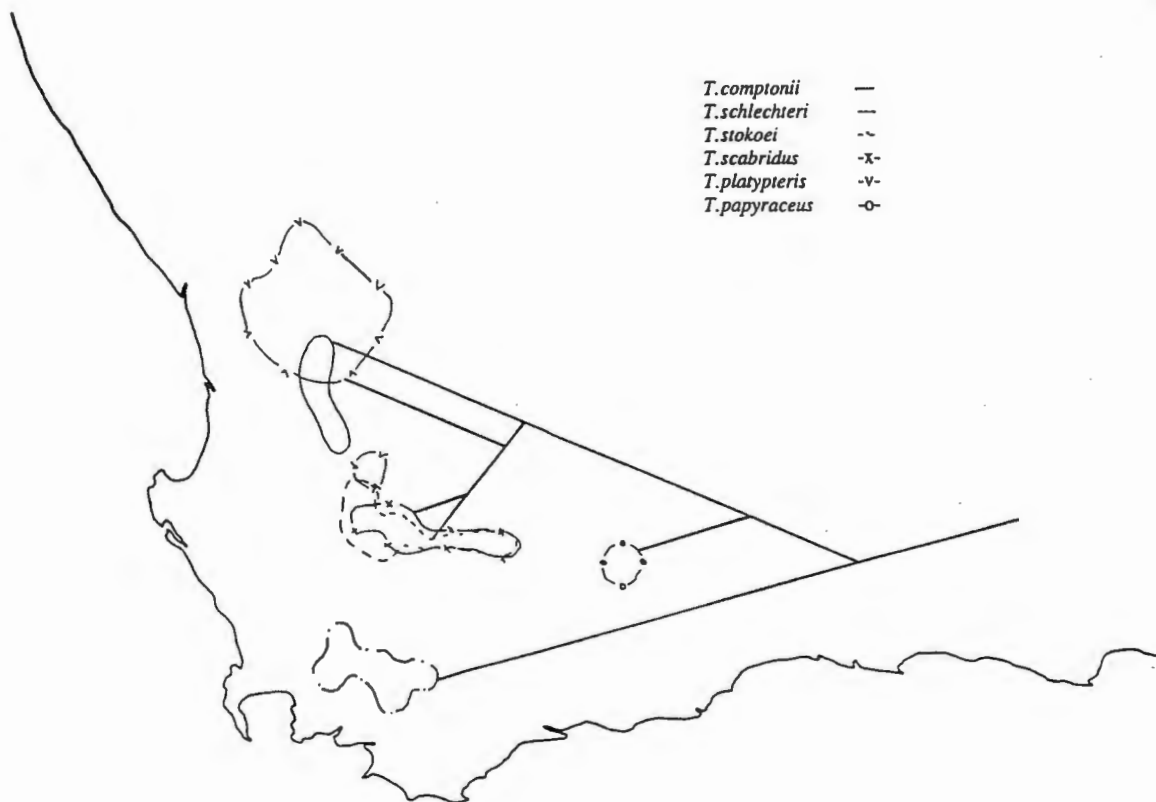 T.comptonii —
T.schlechteri —
T.stokoei -~-
T.scabridus -x-
T.platypteris -v-
T.papyraceus -o-